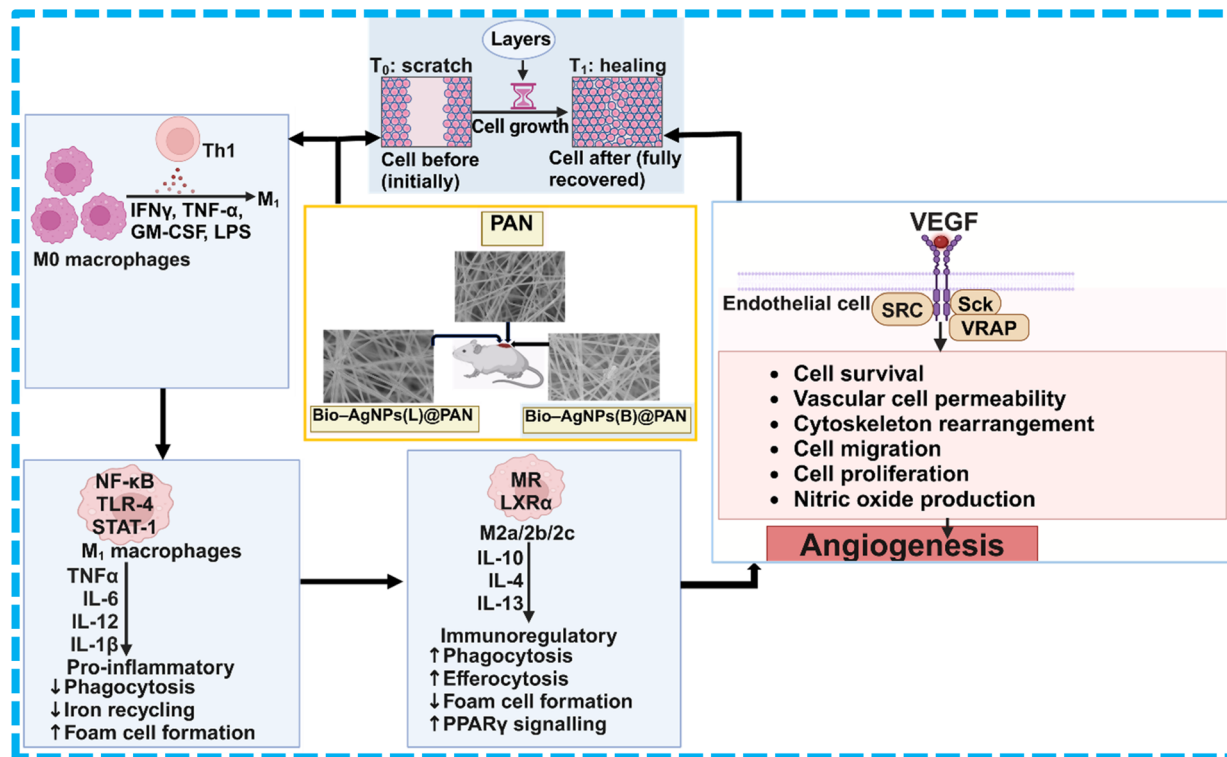 Layers
T₀: scratch
T₁: healing
Cell growth
Cell before
(initially)
Cell after (fully
recovered)
Th1
M₁
IFNγ, TNF-α,
GM-CSF, LPS
M0 macrophages
PAN
Bio–AgNPs(L)@PAN
Bio–AgNPs(B)@PAN
VEGF
Endothelial cell
SRC
Sck
VRAP
• Cell survival
• Vascular cell permeability
• Cytoskeleton rearrangement
• Cell migration
• Cell proliferation
• Nitric oxide production
Angiogenesis
NF-κB
TLR-4
STAT-1
M₁ macrophages
TNFα
IL-6
IL-12
IL-1β
Pro-inflammatory
↓Phagocytosis
↓Iron recycling
↑Foam cell formation
MR
LXRα
M2a/2b/2c
IL-10
IL-4
IL-13
Immunoregulatory
↑Phagocytosis
↑Efferocytosis
↓Foam cell formation
↑PPARγ signalling